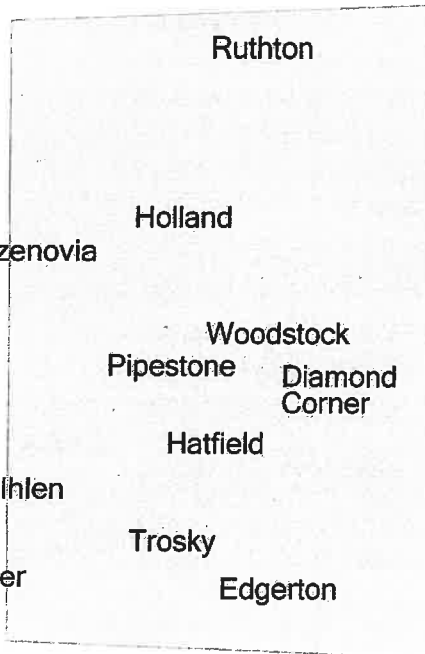 Ruthton
Holland
zenovia
Woodstock
Pipestone
Diamond
Corner
Hatfield
Ihlen
Trosky
er
Edgerton